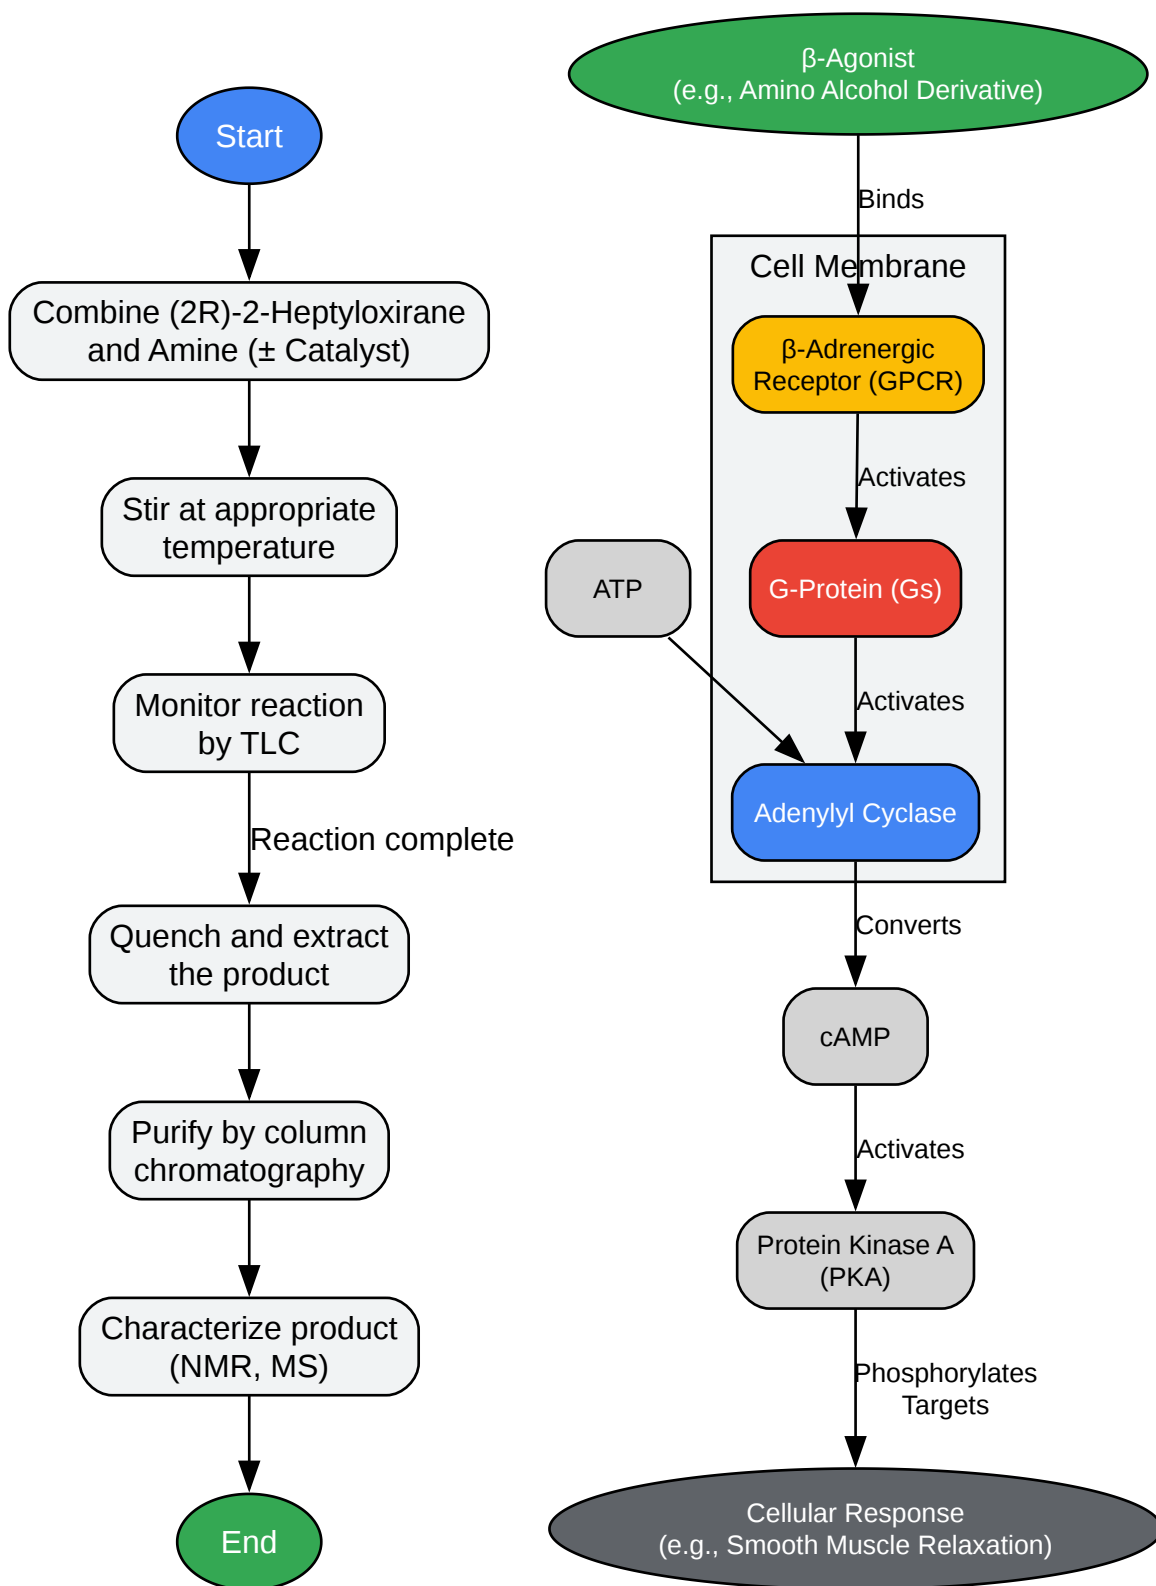 Start
Combine (2R)-2-Heptyloxirane
and Amine (± Catalyst)
Stir at appropriate
temperature
Monitor reaction
by TLC
Reaction complete
Quench and extract
the product
Purify by column
chromatography
Characterize product
(NMR, MS)
End
β-Agonist
(e.g., Amino Alcohol Derivative)
Binds
Cell Membrane
β-Adrenergic
Receptor (GPCR)
Activates
ATP
G-Protein (Gs)
Activates
Adenylyl Cyclase
Converts
cAMP
Activates
Protein Kinase A
(PKA)
Phosphorylates
Targets
Cellular Response
(e.g., Smooth Muscle Relaxation)